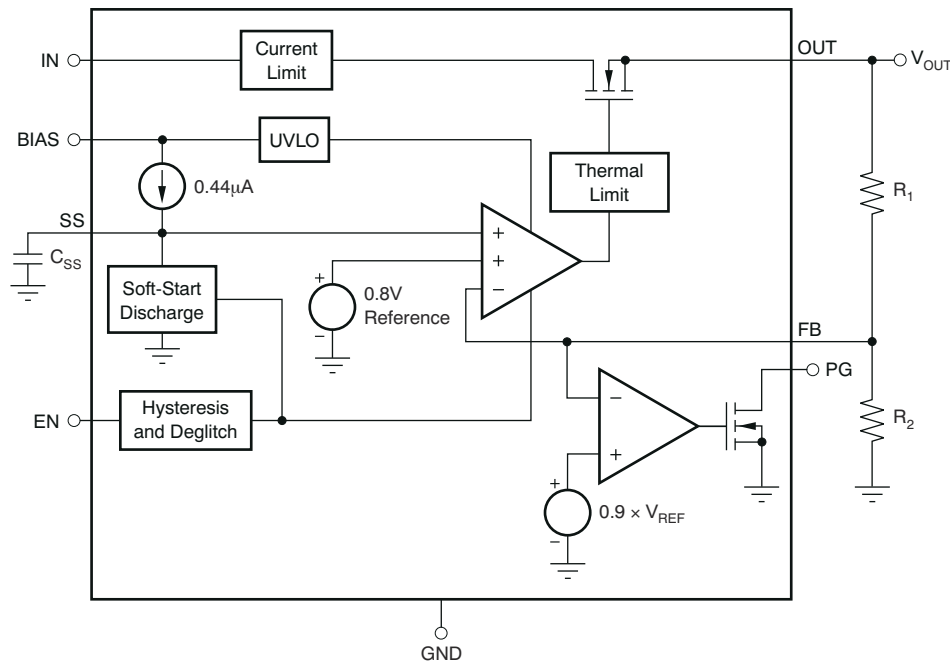 IN
Current
Limit
OUT
V_OUT
BIAS
UVLO
Thermal
Limit
0.44μA
R_1
SS
C_SS
+
+
−
Soft-Start
Discharge
+
0.8V
Reference
−
FB
PG
EN
Hysteresis
and Deglitch
−
+
R_2
+
0.9 × V_REF
−
GND